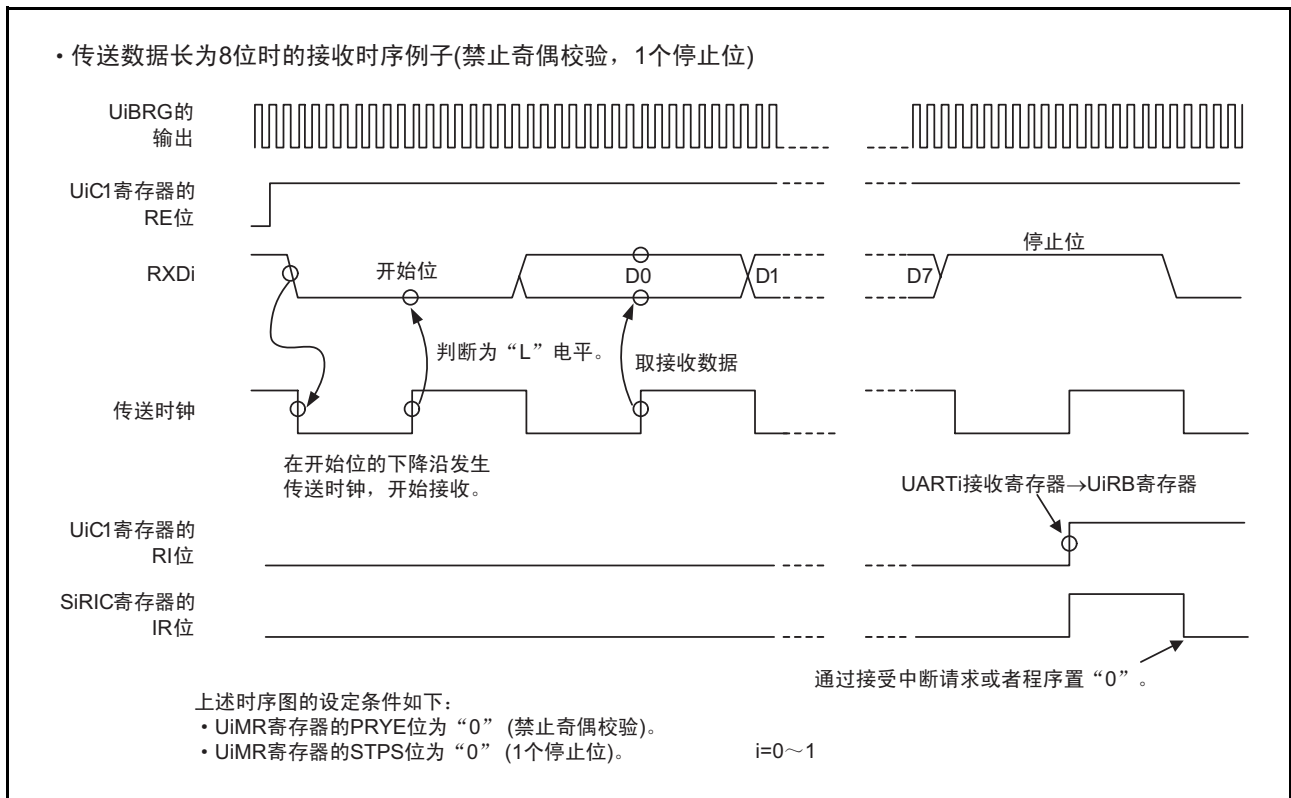 ・传送数据长为8位时的接收时序例子(禁止奇偶校验，1个停止位)
UiBRG的
输出
UiC1寄存器的
RE位
RXDi
开始位
D0
D1
D7
停止位
判断为“L”电平。
取接收数据
传送时钟
在开始位的下降沿发生
传送时钟，开始接收。
UARTi接收寄存器→UiRB寄存器
UiC1寄存器的
RI位
SiRIC寄存器的
IR位
通过接受中断请求或者程序置“0”。
上述时序图的设定条件如下：
・UiMR寄存器的PRYE位为“0” (禁止奇偶校验)。
・UiMR寄存器的STPS位为“0” (1个停止位)。
i=0～1